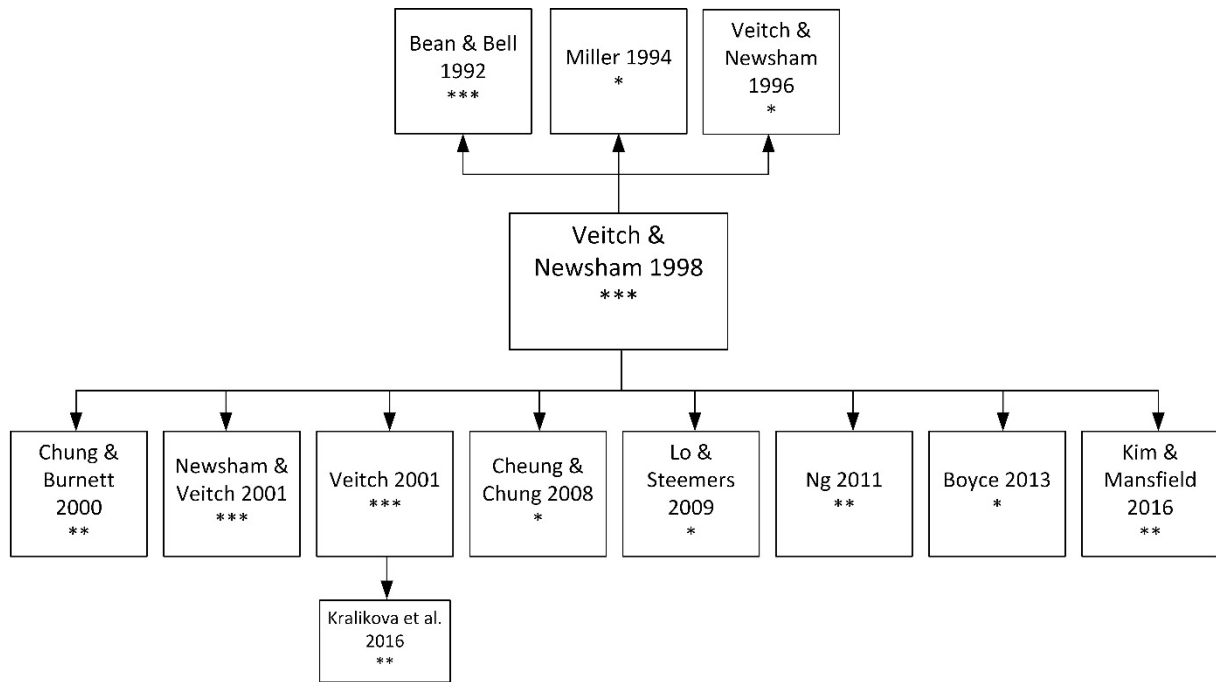 Bean & Bell
1992
***
Miller 1994
*
Veitch &
Newsham
1996
*
Veitch &
Newsham 1998
***
Chung &
Burnett
2000
**
Newsham &
Veitch 2001
***
Veitch 2001
***
Cheung &
Chung 2008
*
Lo &
Steemers
2009
*
Ng 2011
**
Boyce 2013
*
Kim &
Mansfield
2016
**
Kralikova et al.
2016
**